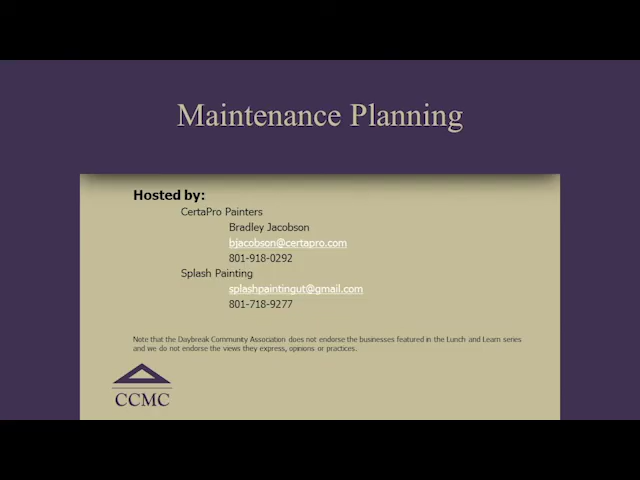 Maintenance Planning
Hosted by:
CertaPro Painters
Bradley Jacobson
bjacobson@certapro.com
801-918-0292
Splash Painting
splashpaintingut@gmail.com
801-718-9277
Note that the Daybreak Community Association does not endorse the businesses featured in the Lunch and Learn series
and we do not endorse the views they express, opinions or practices.
CCMC